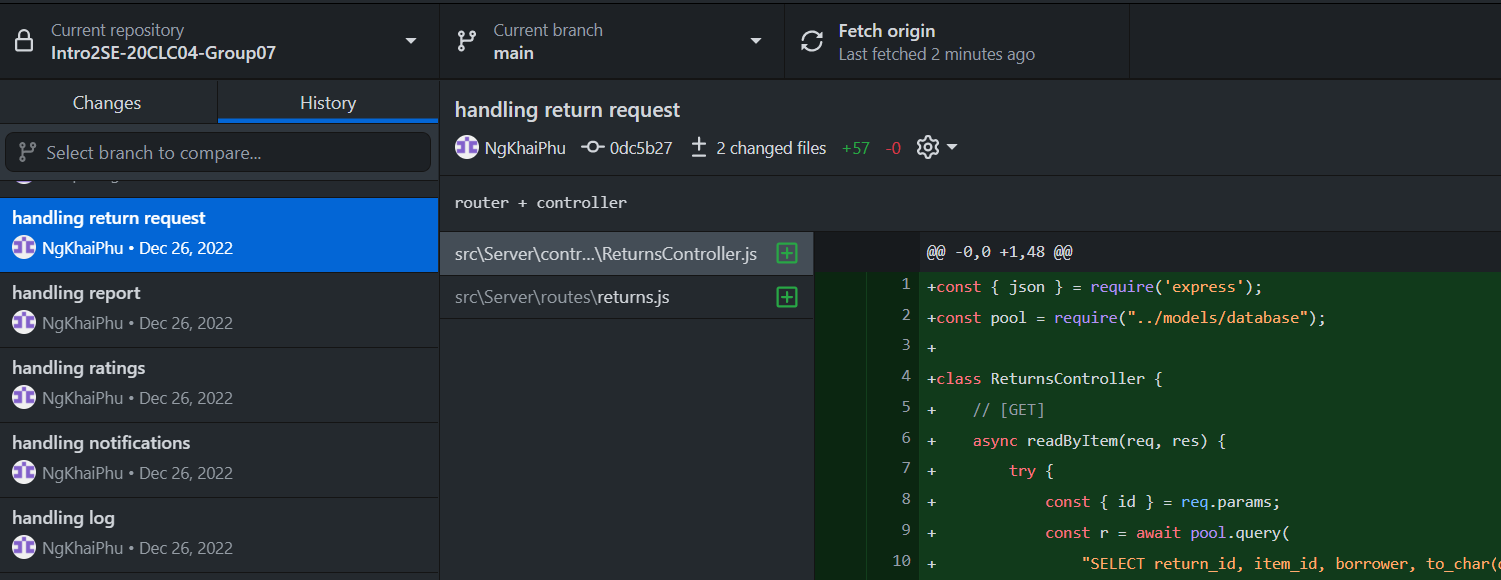 Current repository
Intro2SE-20CLC04-Group07
Current branch
main
Fetch origin
Last fetched 2 minutes ago
Changes
History
Select branch to compare...
handling return request
NgKhaiPhu • Dec 26, 2022
handling report
NgKhaiPhu • Dec 26, 2022
handling ratings
NgKhaiPhu • Dec 26, 2022
handling notifications
NgKhaiPhu • Dec 26, 2022
handling log
NgKhaiPhu • Dec 26, 2022
handling return request
NgKhaiPhu 0dc5b27 2 changed files +57 -0
router + controller
src\Server\contr...\ReturnsController.js
src\Server\routes\returns.js
@@ -0,0 +1,48 @@
1 +const { json } = require('express');
2 +const pool = require("../models/database");
3 +
4 +class ReturnsController {
5 +    // [GET]
6 +    async readByItem(req, res) {
7 +        try {
8 +            const { id } = req.params;
9 +            const r = await pool.query(
10 +                "SELECT return_id, item_id, borrower, to_char(